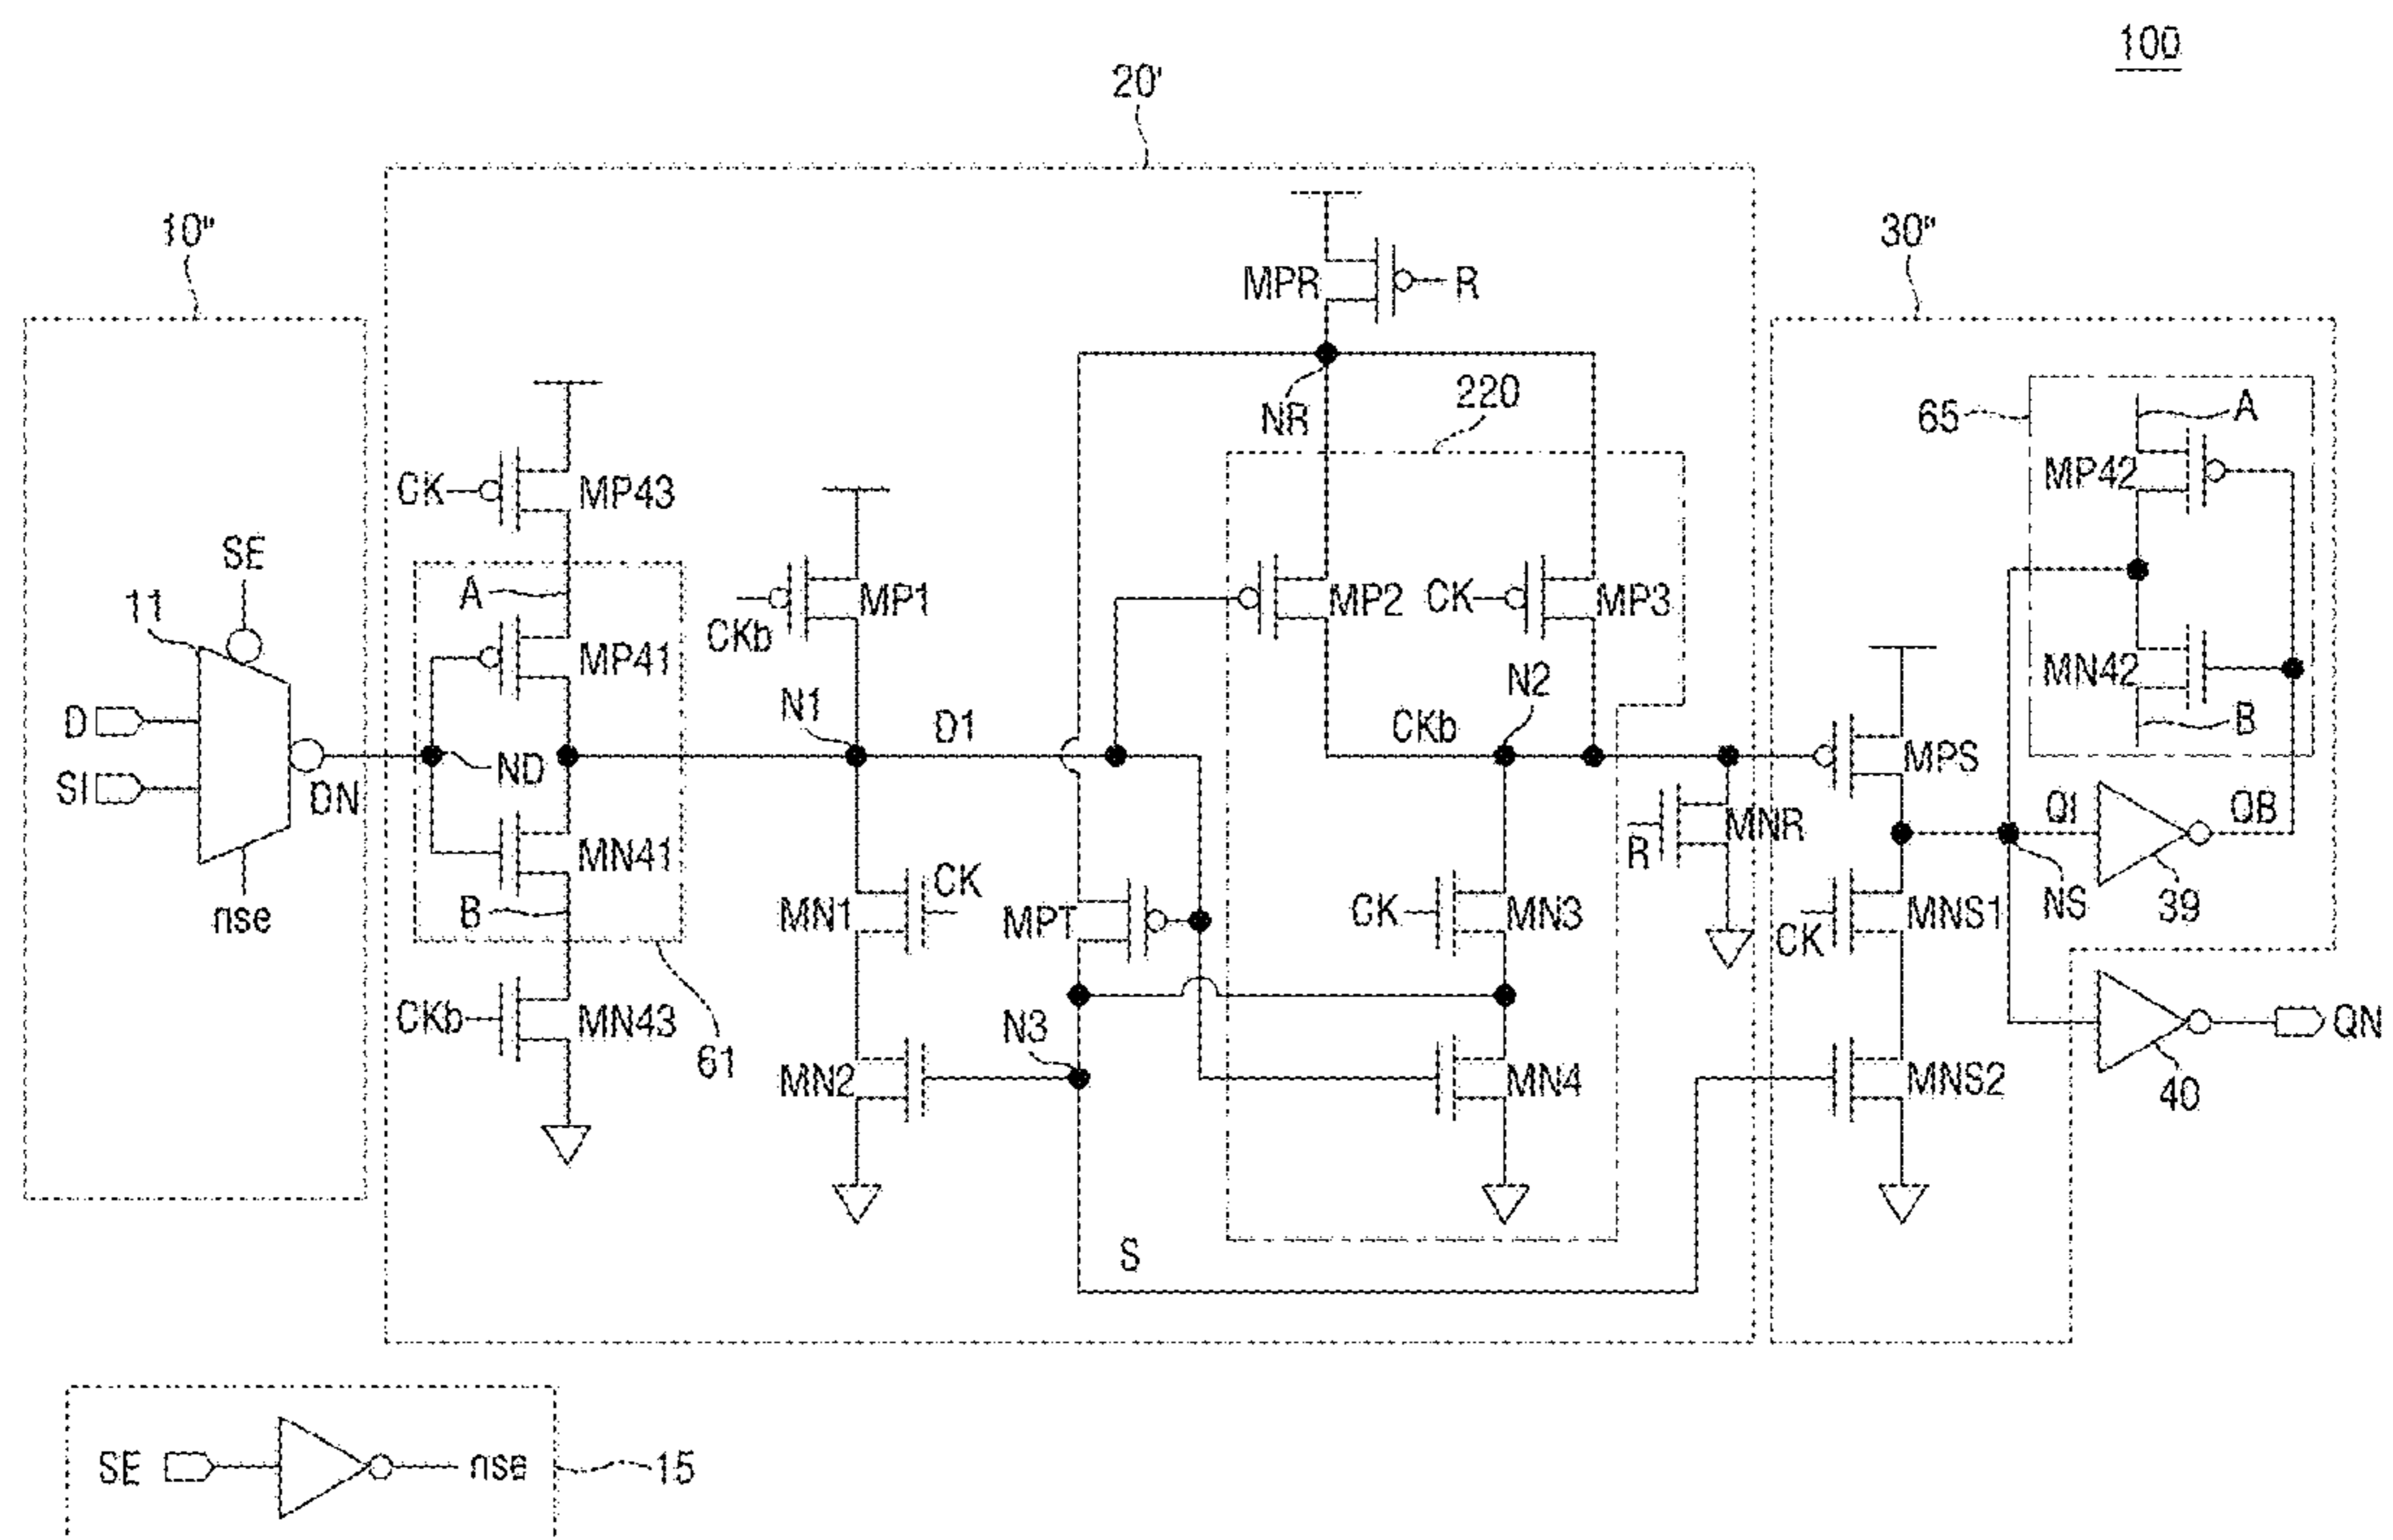 100
20'
10"
30"
MPR
R
NR
220
65
A
MP42
MN42
B
CK
MP43
SE
11
A
MP41
D
SI
ND
DN
nse
MN41
B
CKb
MN43
61
MP1
CKb
N1
D1
MN1
CK
MN2
N3
MPT
S
MP2
CK
MP3
N2
CKb
CK
MN3
MN4
R
MNR
MPS
CK
MNS1
MNS2
QI
QB
NS
39
40
QN
SE
nse
15